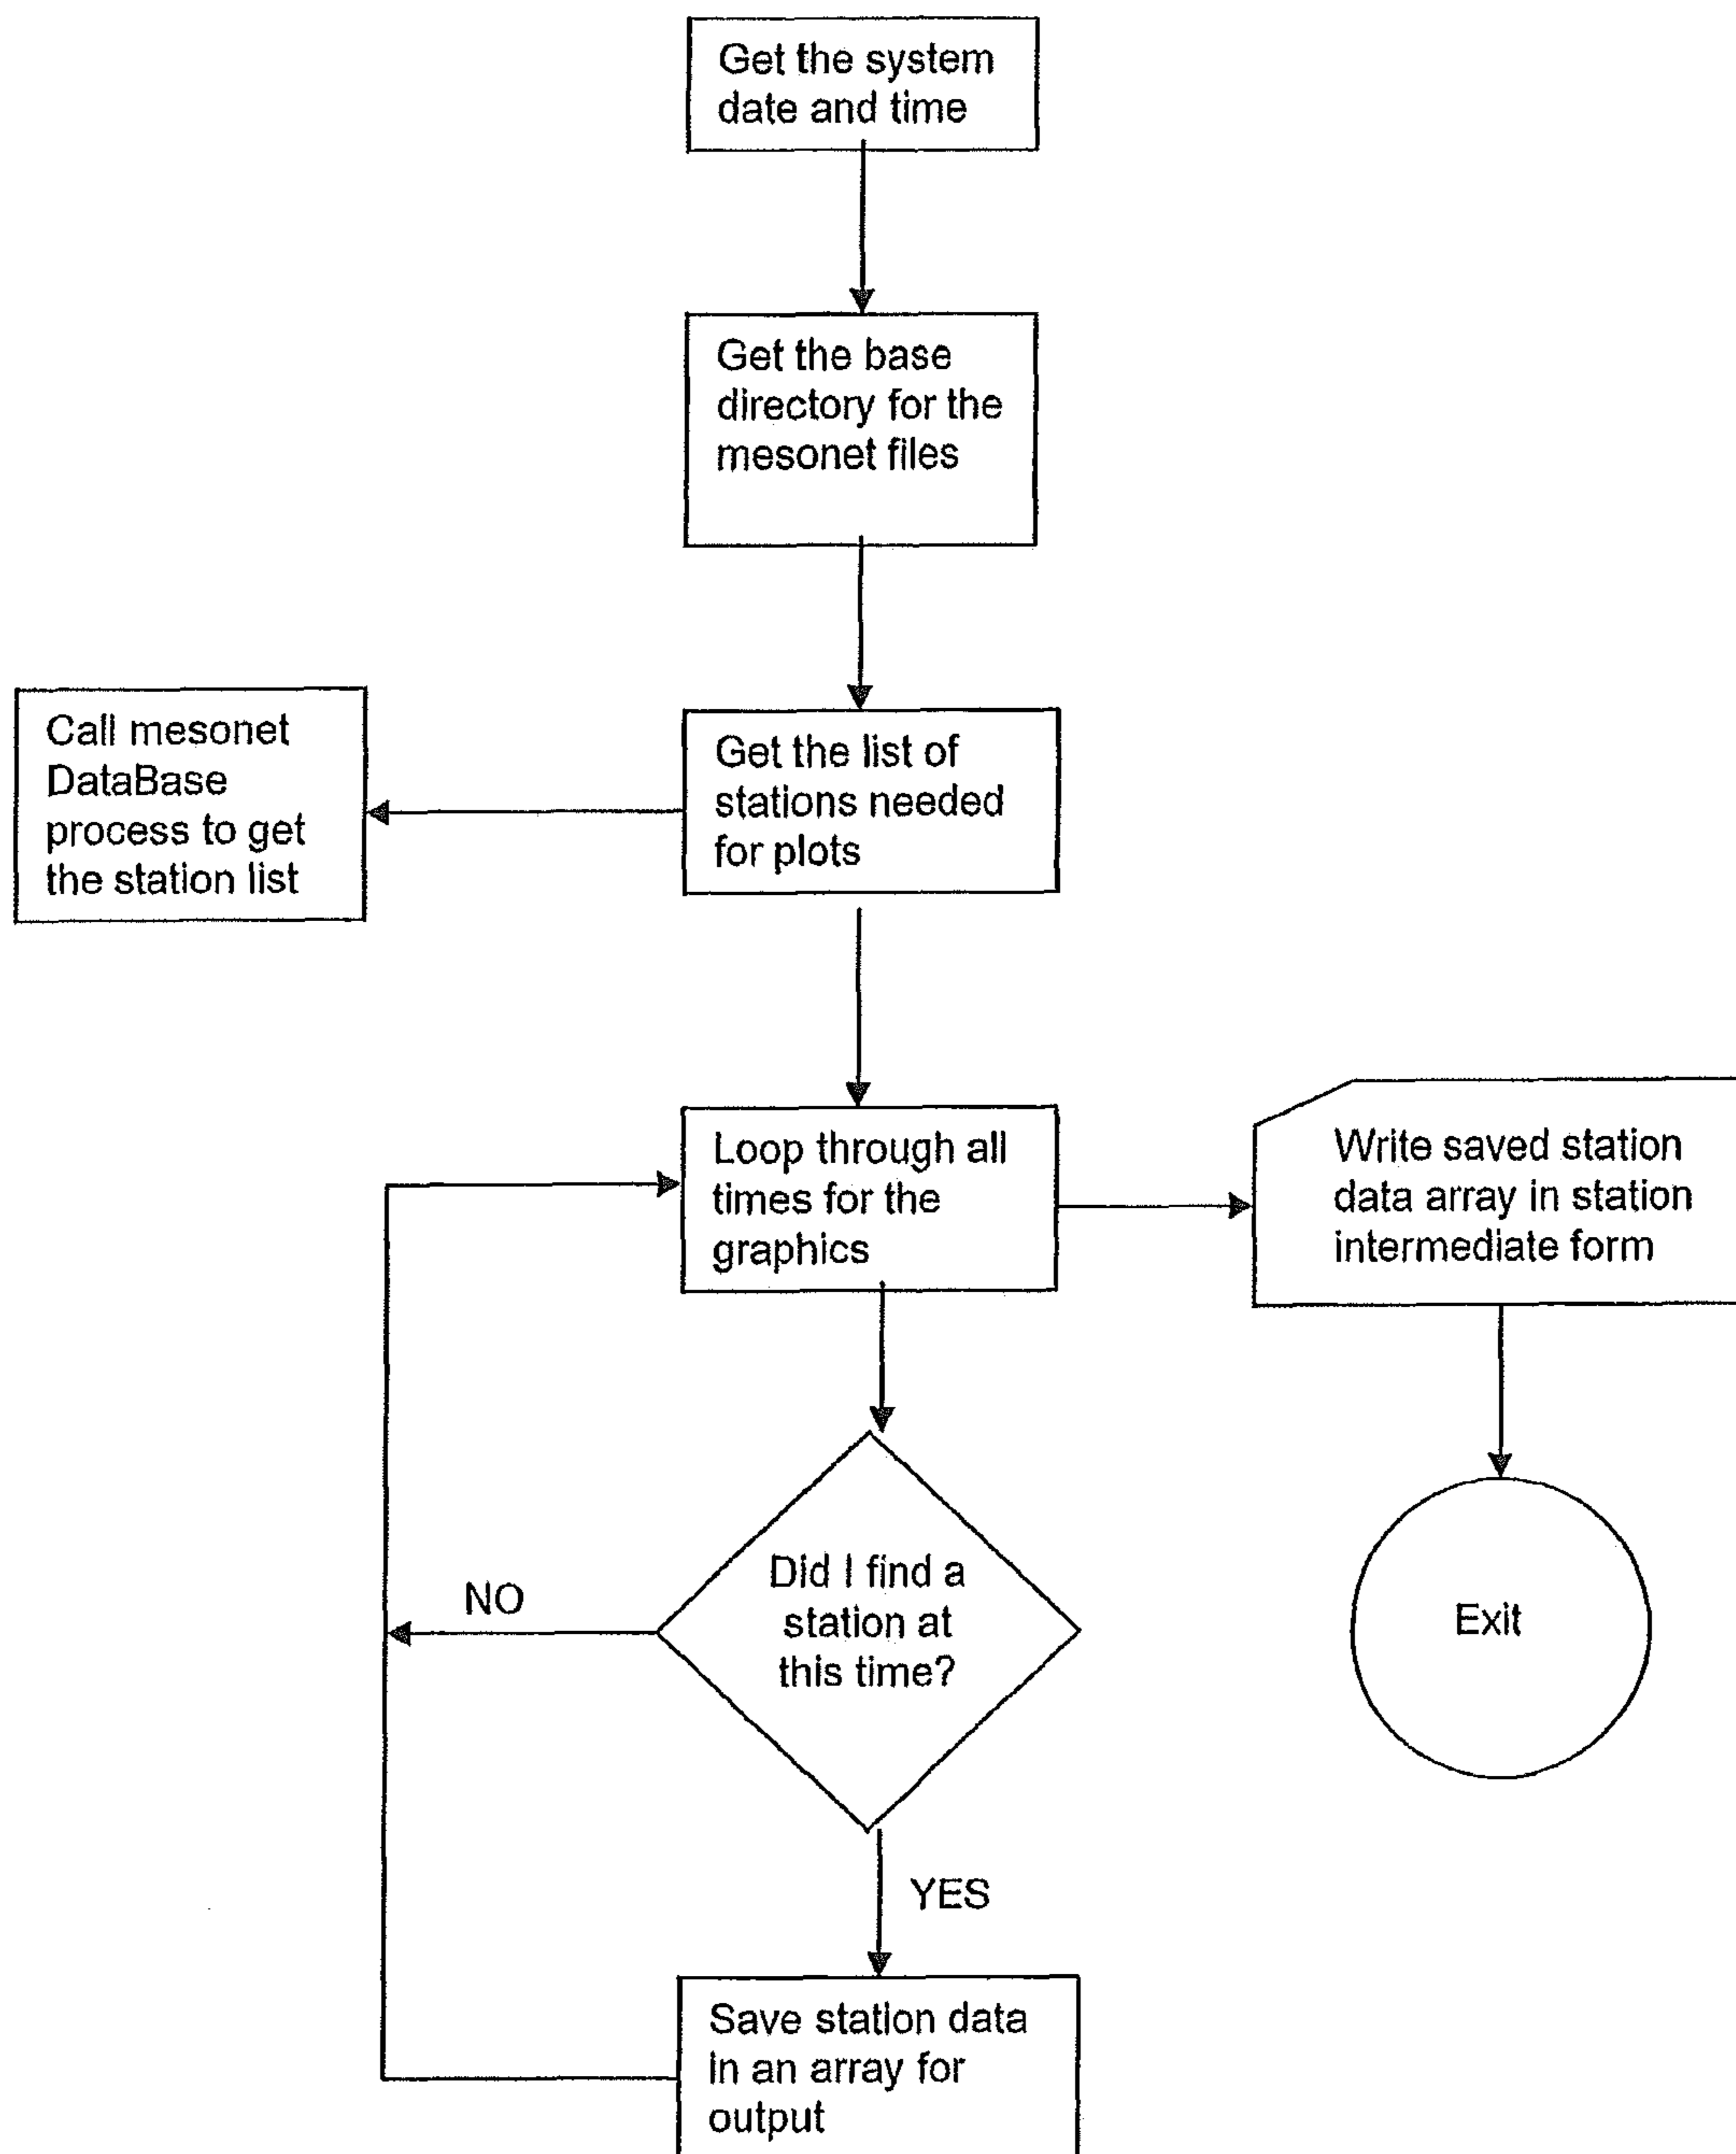 Get the system
date and time
Get the base
directory for the
mesonet files
Call mesonet
DataBase
process to get
the station list
Get the list of
stations needed
for plots
Loop through all
times for the
graphics
Write saved station
data array in station
intermediate form
Did I find a
station at
this time?
NO
Exit
YES
Save station data
in an array for
output